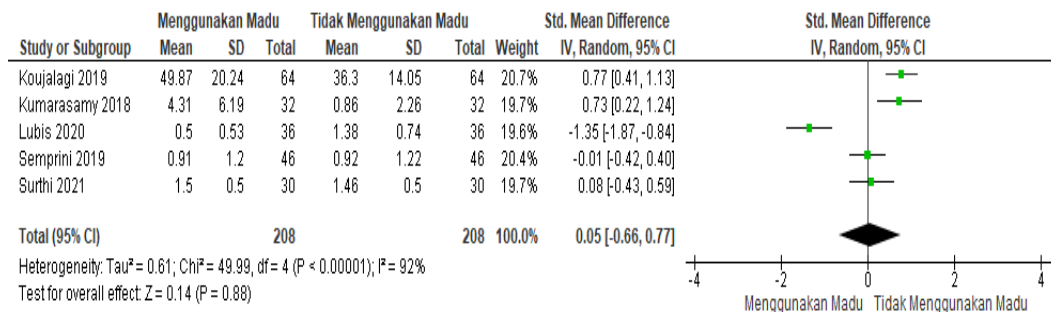 Menggunakan Madu Tidak Menggunakan Madu Std. Mean Difference Std. Mean Difference
Study or Subgroup Mean SD Total Mean SD Total Weight IV, Random, 95% CI IV, Random, 95% CI
Koujalagi 2019 49.87 20.24 64 36.3 14.05 64 20.7% 0.77 [0.41, 1.13]
Kumarasamy 2018 4.31 6.19 32 0.86 2.26 32 19.7% 0.73 [0.22, 1.24]
Lubis 2020 0.5 0.53 36 1.38 0.74 36 19.6% -1.35 [-1.87, -0.84]
Semprini 2019 0.91 1.2 46 0.92 1.22 46 20.4% -0.01 [-0.42, 0.40]
Surthi 2021 1.5 0.5 30 1.46 0.5 30 19.7% 0.08 [-0.43, 0.59]
Total (95% CI) 208 208 100.0% 0.05 [-0.66, 0.77]
Heterogeneity: Tau² = 0.61; Chi² = 49.99, df = 4 (P < 0.00001); I² = 92%
Test for overall effect: Z = 0.14 (P = 0.88)
-4 -2 0 2 4
Menggunakan Madu Tidak Menggunakan Madu